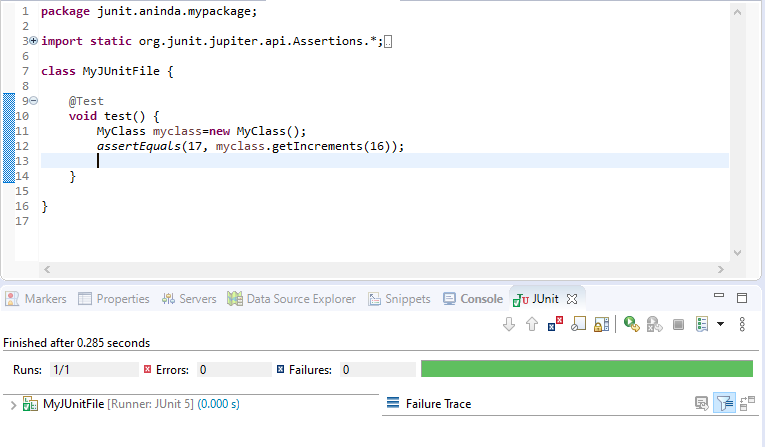 1 package junit.aninda.mypackage;
2
3 import static org.junit.jupiter.api.Assertions.*;
6
7 class MyJUnitFile {
8
9 @Test
10 void test() {
11 MyClass myclass=new MyClass();
12 assertEquals(17, myclass.getIncrements(16));
13
14 }
15
16 }
17
Markers Properties Servers Data Source Explorer Snippets Console JUnit
Finished after 0.285 seconds
Runs: 1/1 Errors: 0 Failures: 0
MyJUnitFile [Runner: JUnit 5] (0.000 s) Failure Trace